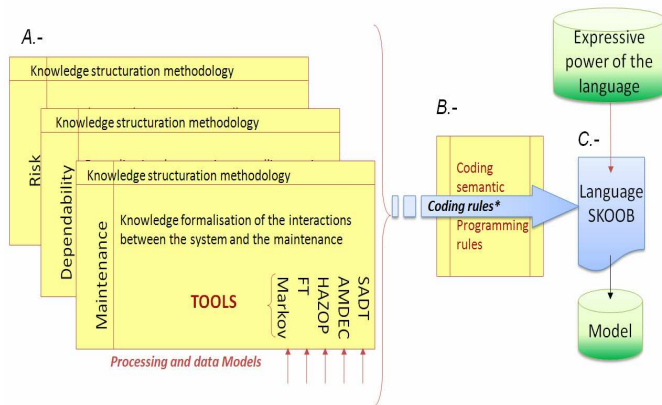 A.-
Knowledge structuration methodology
Risk
Knowledge structuration methodology
Dependability
Knowledge structuration methodology
Maintenance
Knowledge formalisation of the interactions
between the system and the maintenance
TOOLS
Markov
FT
HAZOP
AMDEC
SADT
Processing and data Models
B.-
Coding
semantic
Coding rules*
Programming
rules
Expressive
power of the
language
C.-
Language
SKOOB
Model